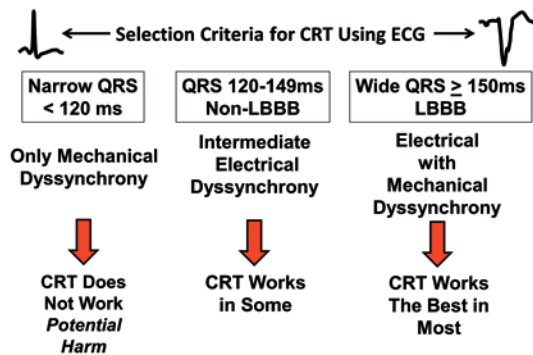 Selection Criteria for CRT Using ECG
Narrow QRS
< 120 ms
Only Mechanical
Dyssynchrony
CRT Does
Not Work
Potential
Harm
QRS 120-149ms
Non-LBBB
Intermediate
Electrical
Dyssynchrony
CRT Works
in Some
Wide QRS ≥ 150ms
LBBB
Electrical
with
Mechanical
Dyssynchrony
CRT Works
The Best in
Most